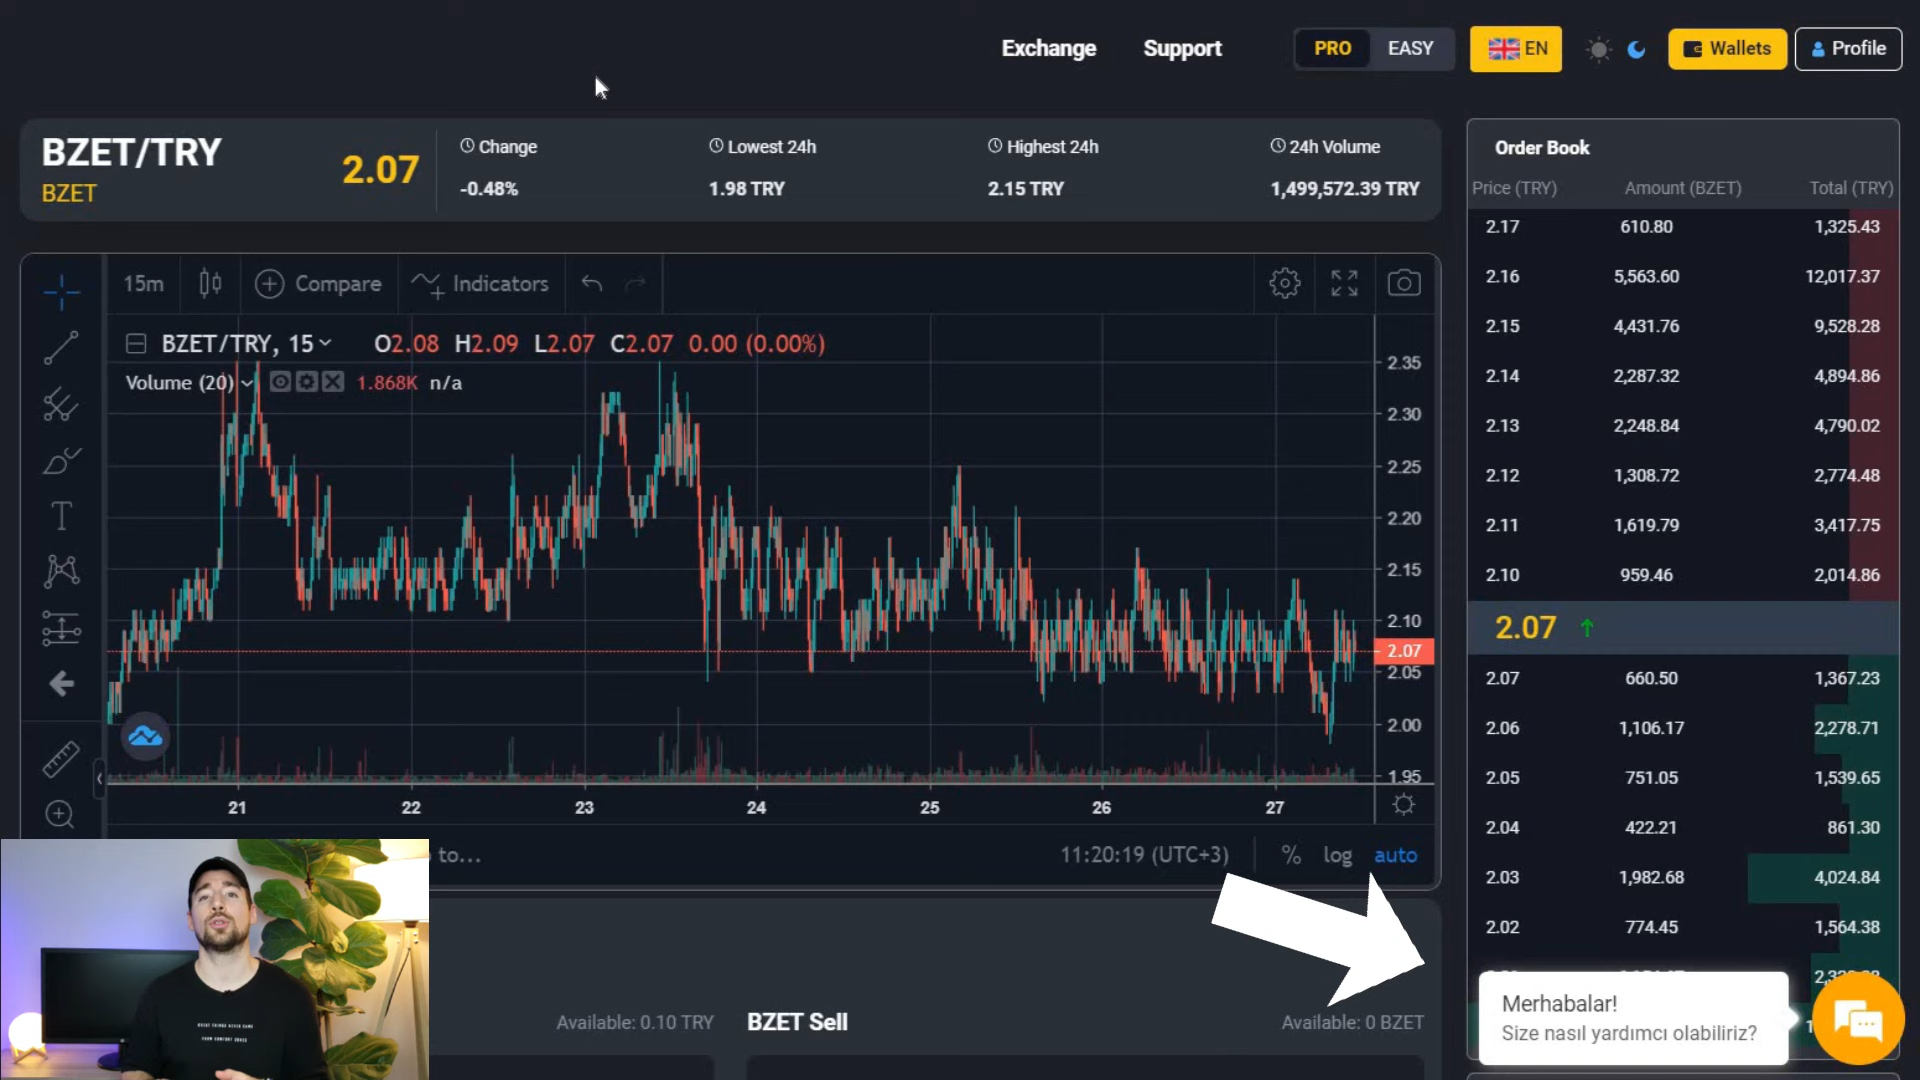 Exchange
Support
PRO
EASY
EN
Wallets
Profile
BZET/TRY
BZET
2.07
Change
-0.48%
Lowest 24h
1.98 TRY
Highest 24h
2.15 TRY
24h Volume
1,499,572.39 TRY
15m
Compare
Indicators
BZET/TRY, 15
O2.08 H2.09 L2.07 C2.07 0.00 (0.00%)
Volume (20)
1.868K n/a
2.35
2.30
2.25
2.20
2.15
2.10
2.07
2.05
2.00
1.95
21 22 23 24 25 26 27
to...
11:20:19 (UTC+3)
% log auto
Available: 0.10 TRY
BZET Sell
Available: 0 BZET
Order Book
Price (TRY) Amount (BZET) Total (TRY)
2.17 610.80 1,325.43
2.16 5,563.60 12,017.37
2.15 4,431.76 9,528.28
2.14 2,287.32 4,894.86
2.13 2,248.84 4,790.02
2.12 1,308.72 2,774.48
2.11 1,619.79 3,417.75
2.10 959.46 2,014.86
2.07
2.07 660.50 1,367.23
2.06 1,106.17 2,278.71
2.05 751.05 1,539.65
2.04 422.21 861.30
2.03 1,982.68 4,024.84
2.02 774.45 1,564.38
Merhabalar!
Size nasıl yardımcı olabiliriz?